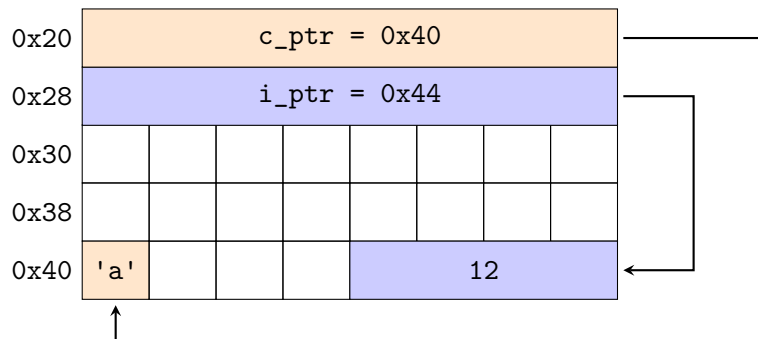 0x20 c_ptr = 0x40
0x28 i_ptr = 0x44
0x30
0x38
0x40 'a' 12